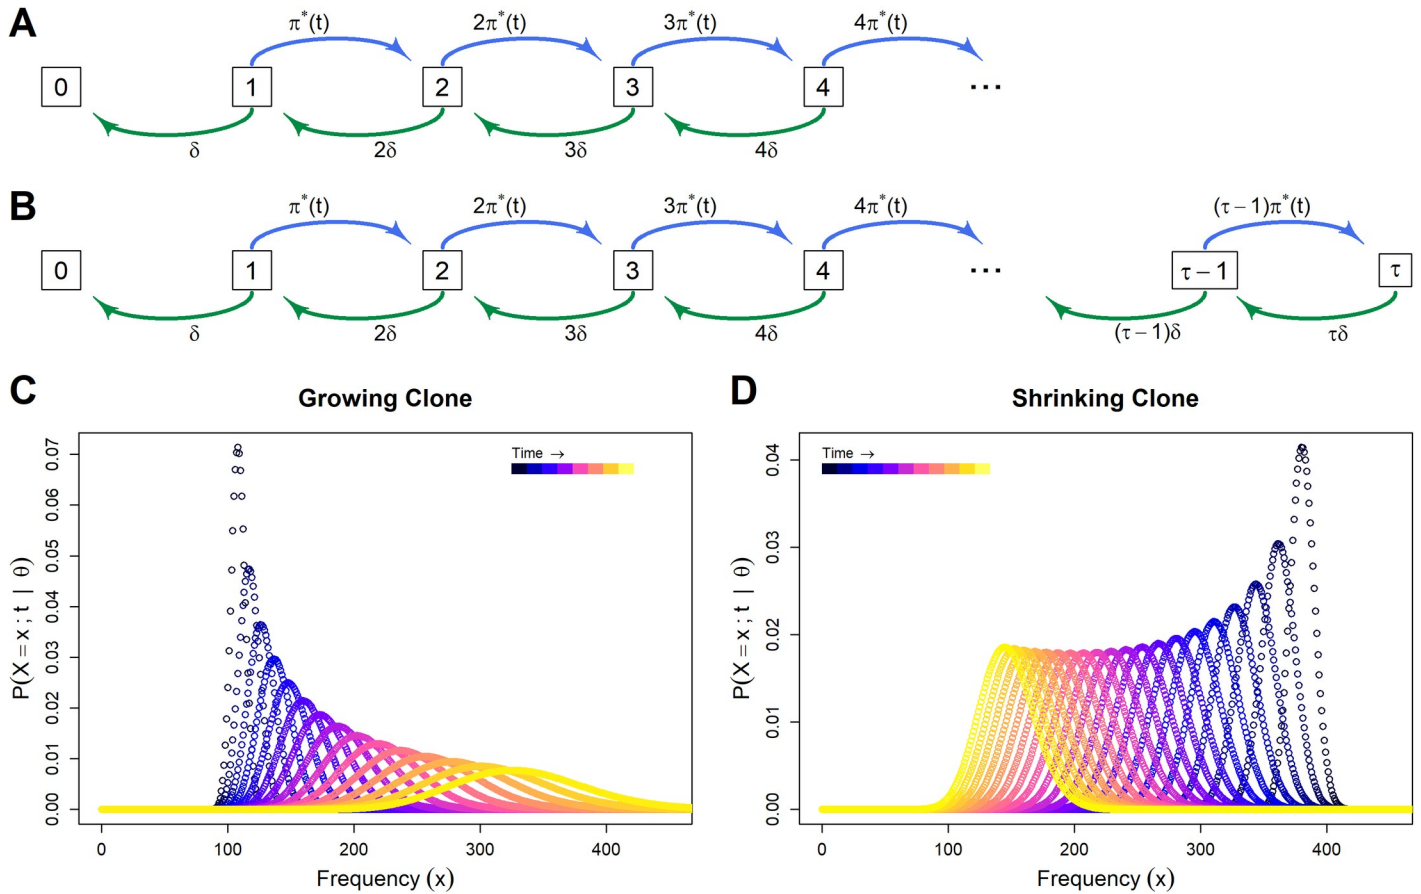 A
π*(t) 2π*(t) 3π*(t) 4π*(t)
0 1 2 3 4 ...
δ 2δ 3δ 4δ
B
π*(t) 2π*(t) 3π*(t) 4π*(t) (τ − 1)π*(t)
0 1 2 3 4 ... τ − 1 τ
δ 2δ 3δ 4δ (τ − 1)δ τδ
C
Growing Clone
Time →
P(X = x ; t | θ)
0.07
0.06
0.05
0.04
0.03
0.02
0.01
0.00
0 100 200 300 400
Frequency (x)
D
Shrinking Clone
Time →
P(X = x ; t | θ)
0.04
0.03
0.02
0.01
0.00
0 100 200 300 400
Frequency (x)